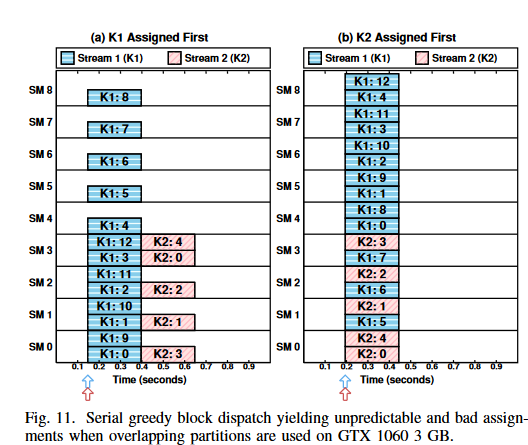 (a) K1 Assigned First
Stream 1 (K1) Stream 2 (K2)
SM 8
K1: 8
SM 7
K1: 7
SM 6
K1: 6
SM 5
K1: 5
SM 4
K1: 4
SM 3
K1: 12 K2: 4
K1: 3 K2: 0
SM 2
K1: 11
K1: 2 K2: 2
SM 1
K1: 10
K1: 1 K2: 1
SM 0
K1: 9
K1: 0 K2: 3
0.1 0.2 0.3 0.4 0.5 0.6 0.7 0.8 0.9
Time (seconds)
(b) K2 Assigned First
Stream 1 (K1) Stream 2 (K2)
SM 8
K1: 12
K1: 4
SM 7
K1: 11
K1: 3
SM 6
K1: 10
K1: 2
SM 5
K1: 9
K1: 1
SM 4
K1: 8
K1: 0
SM 3
K2: 3
K1: 7
SM 2
K2: 2
K1: 6
SM 1
K2: 1
K1: 5
SM 0
K2: 4
K2: 0
0.1 0.2 0.3 0.4 0.5 0.6 0.7 0.8 0.9
Time (seconds)
Fig. 11. Serial greedy block dispatch yielding unpredictable and bad assign-
ments when overlapping partitions are used on GTX 1060 3 GB.